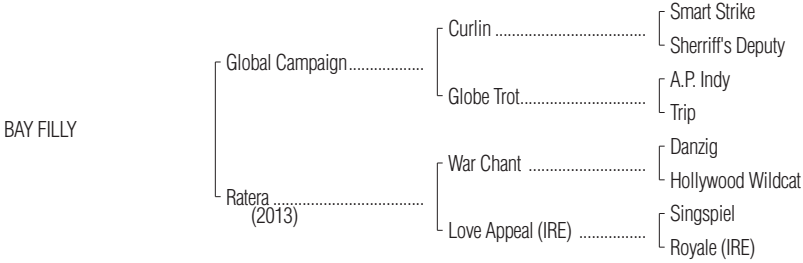 Smart Strike
Curlin ....................................
Sherriff's Deputy
Global Campaign..................
A.P. Indy
Globe Trot..............................
Trip
BAY FILLY
Danzig
War Chant ............................
Hollywood Wildcat
Ratera ....................................
(2013)
Singspiel
Love Appeal (IRE) ................
Royale (IRE)